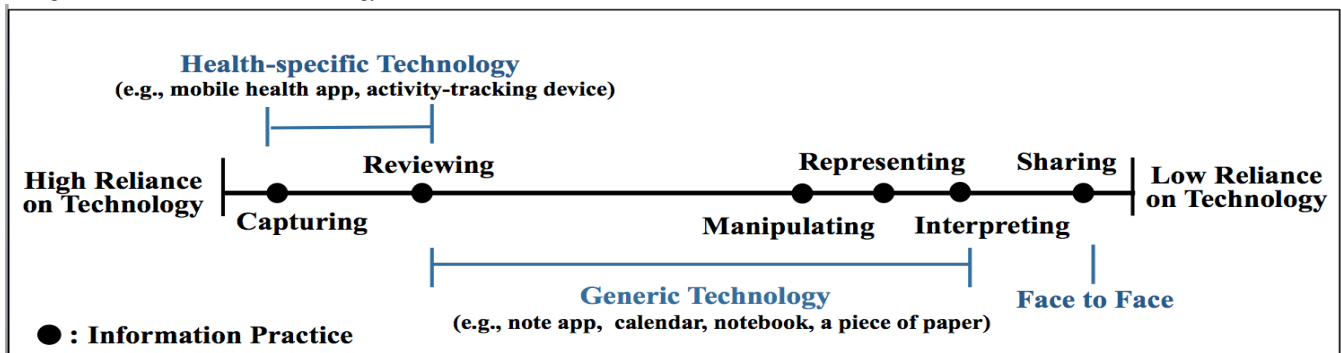 Health-specific Technology
(e.g., mobile health app, activity-tracking device)
High Reliance
on Technology
Capturing
Reviewing
Manipulating
Representing
Interpreting
Sharing
Low Reliance
on Technology
Generic Technology
(e.g., note app, calendar, notebook, a piece of paper)
Face to Face
: Information Practice